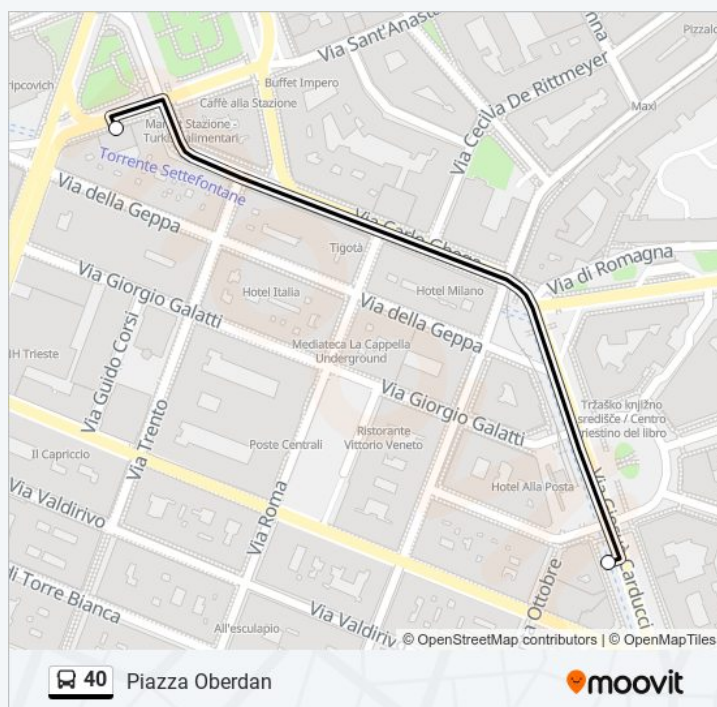 Via Sant'Anasta
nna
Pizzalo
Buffet Impero
Via Cecilia De Rittmeyer
ripcovich
Caffè alla Stazione
Maxi
Mar
Stazione -
Turk
alimentari
Torrente Settefontane
Via della Geppa
Via Carlo Ghega
Via di Romagna
Tigotà
Via Giorgio Galatti
Hotel Italia
Hotel Milano
Via della Geppa
Via Guido Corsi
Mediateca La Cappella
Underground
NH Trieste
Via Giorgio Galatti
Tržaško knjižno
središče / Centro
riestino del libro
Via Trento
Poste Centrali
Ristorante
Vittorio Veneto
Il Capriccio
Hotel Alla Posta
Via Valdirivo
Via Roma
Via Giosuè Carducci
di Torre Bianca
Via Valdiriv
Ottobre
All'esculapio
© OpenStreetMap contributors | © OpenMapTiles
40 Piazza Oberdan
moovit